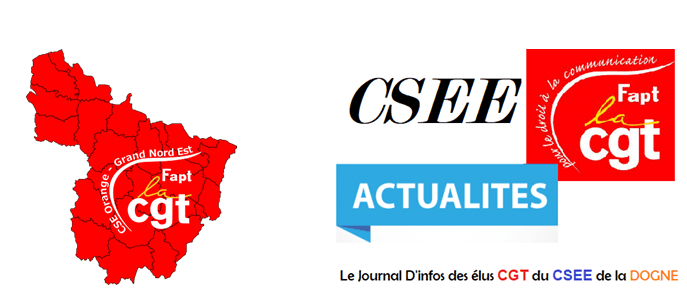 CSE Orange - Grand Nord Est
Fapt
la
cgt
CSEE
pour le droit à la communication
Fapt
la
cgt
ACTUALITES
Le Journal D'infos des élus CGT du CSEE de la DOGNE